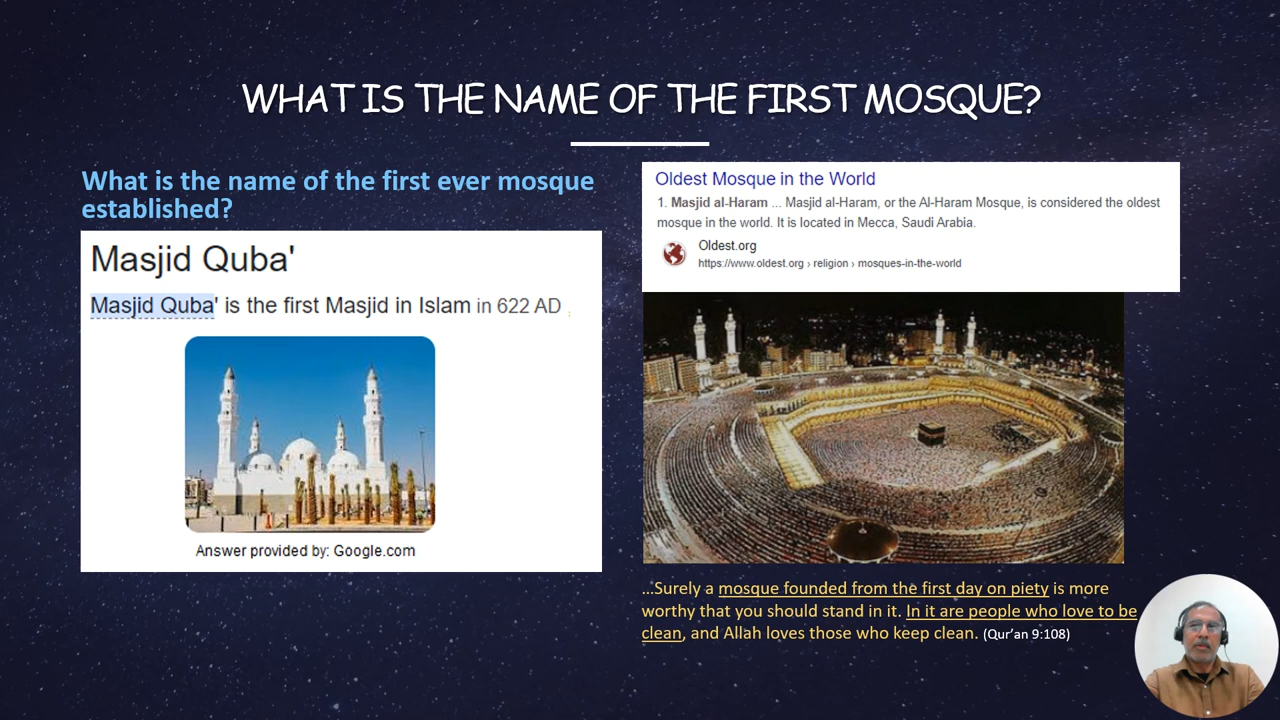 WHAT IS THE NAME OF THE FIRST MOSQUE?
What is the name of the first ever mosque
established?
Masjid Quba'
Masjid Quba' is the first Masjid in Islam in 622 AD
Answer provided by: Google.com
Oldest Mosque in the World
1. Masjid al-Haram ... Masjid al-Haram, or the Al-Haram Mosque, is considered the oldest
mosque in the world. It is located in Mecca, Saudi Arabia.
Oldest.org
https://www.oldest.org › religion › mosques-in-the-world
...Surely a mosque founded from the first day on piety is more
worthy that you should stand in it. In it are people who love to be
clean, and Allah loves those who keep clean. (Qur'an 9:108)